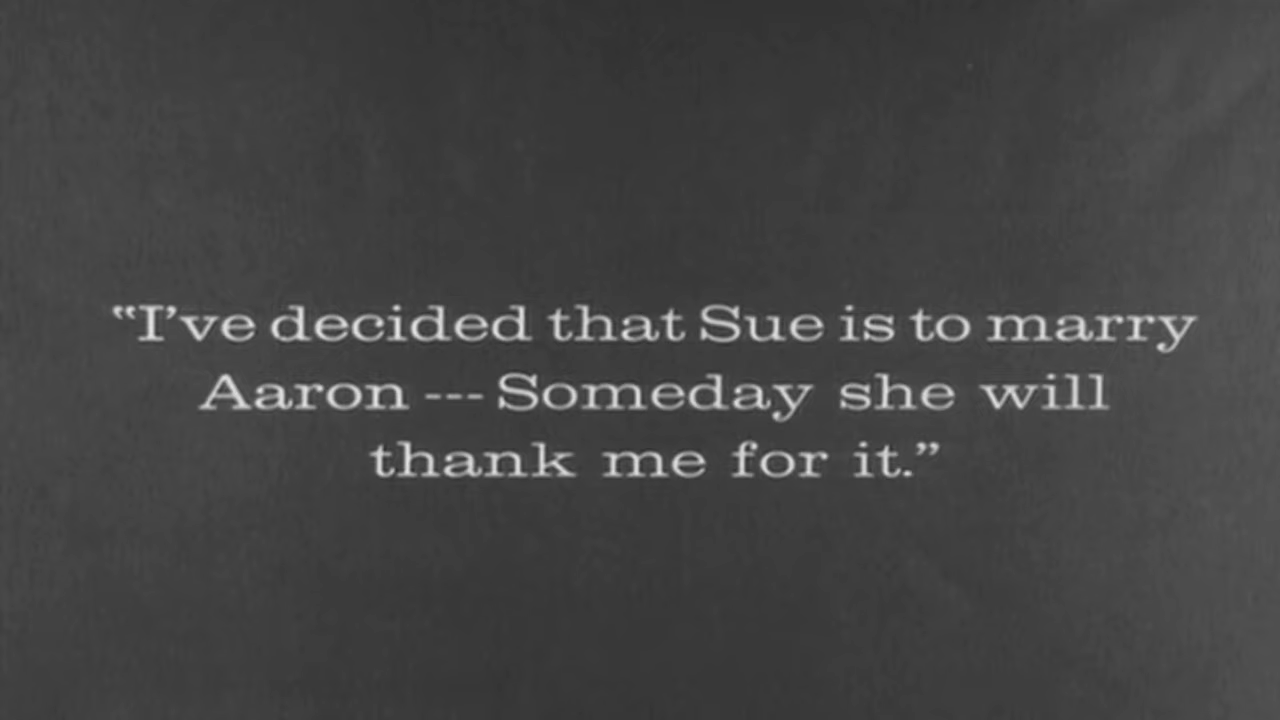 “I’ve decided that Sue is to marry
Aaron --- Someday she will
thank me for it.”